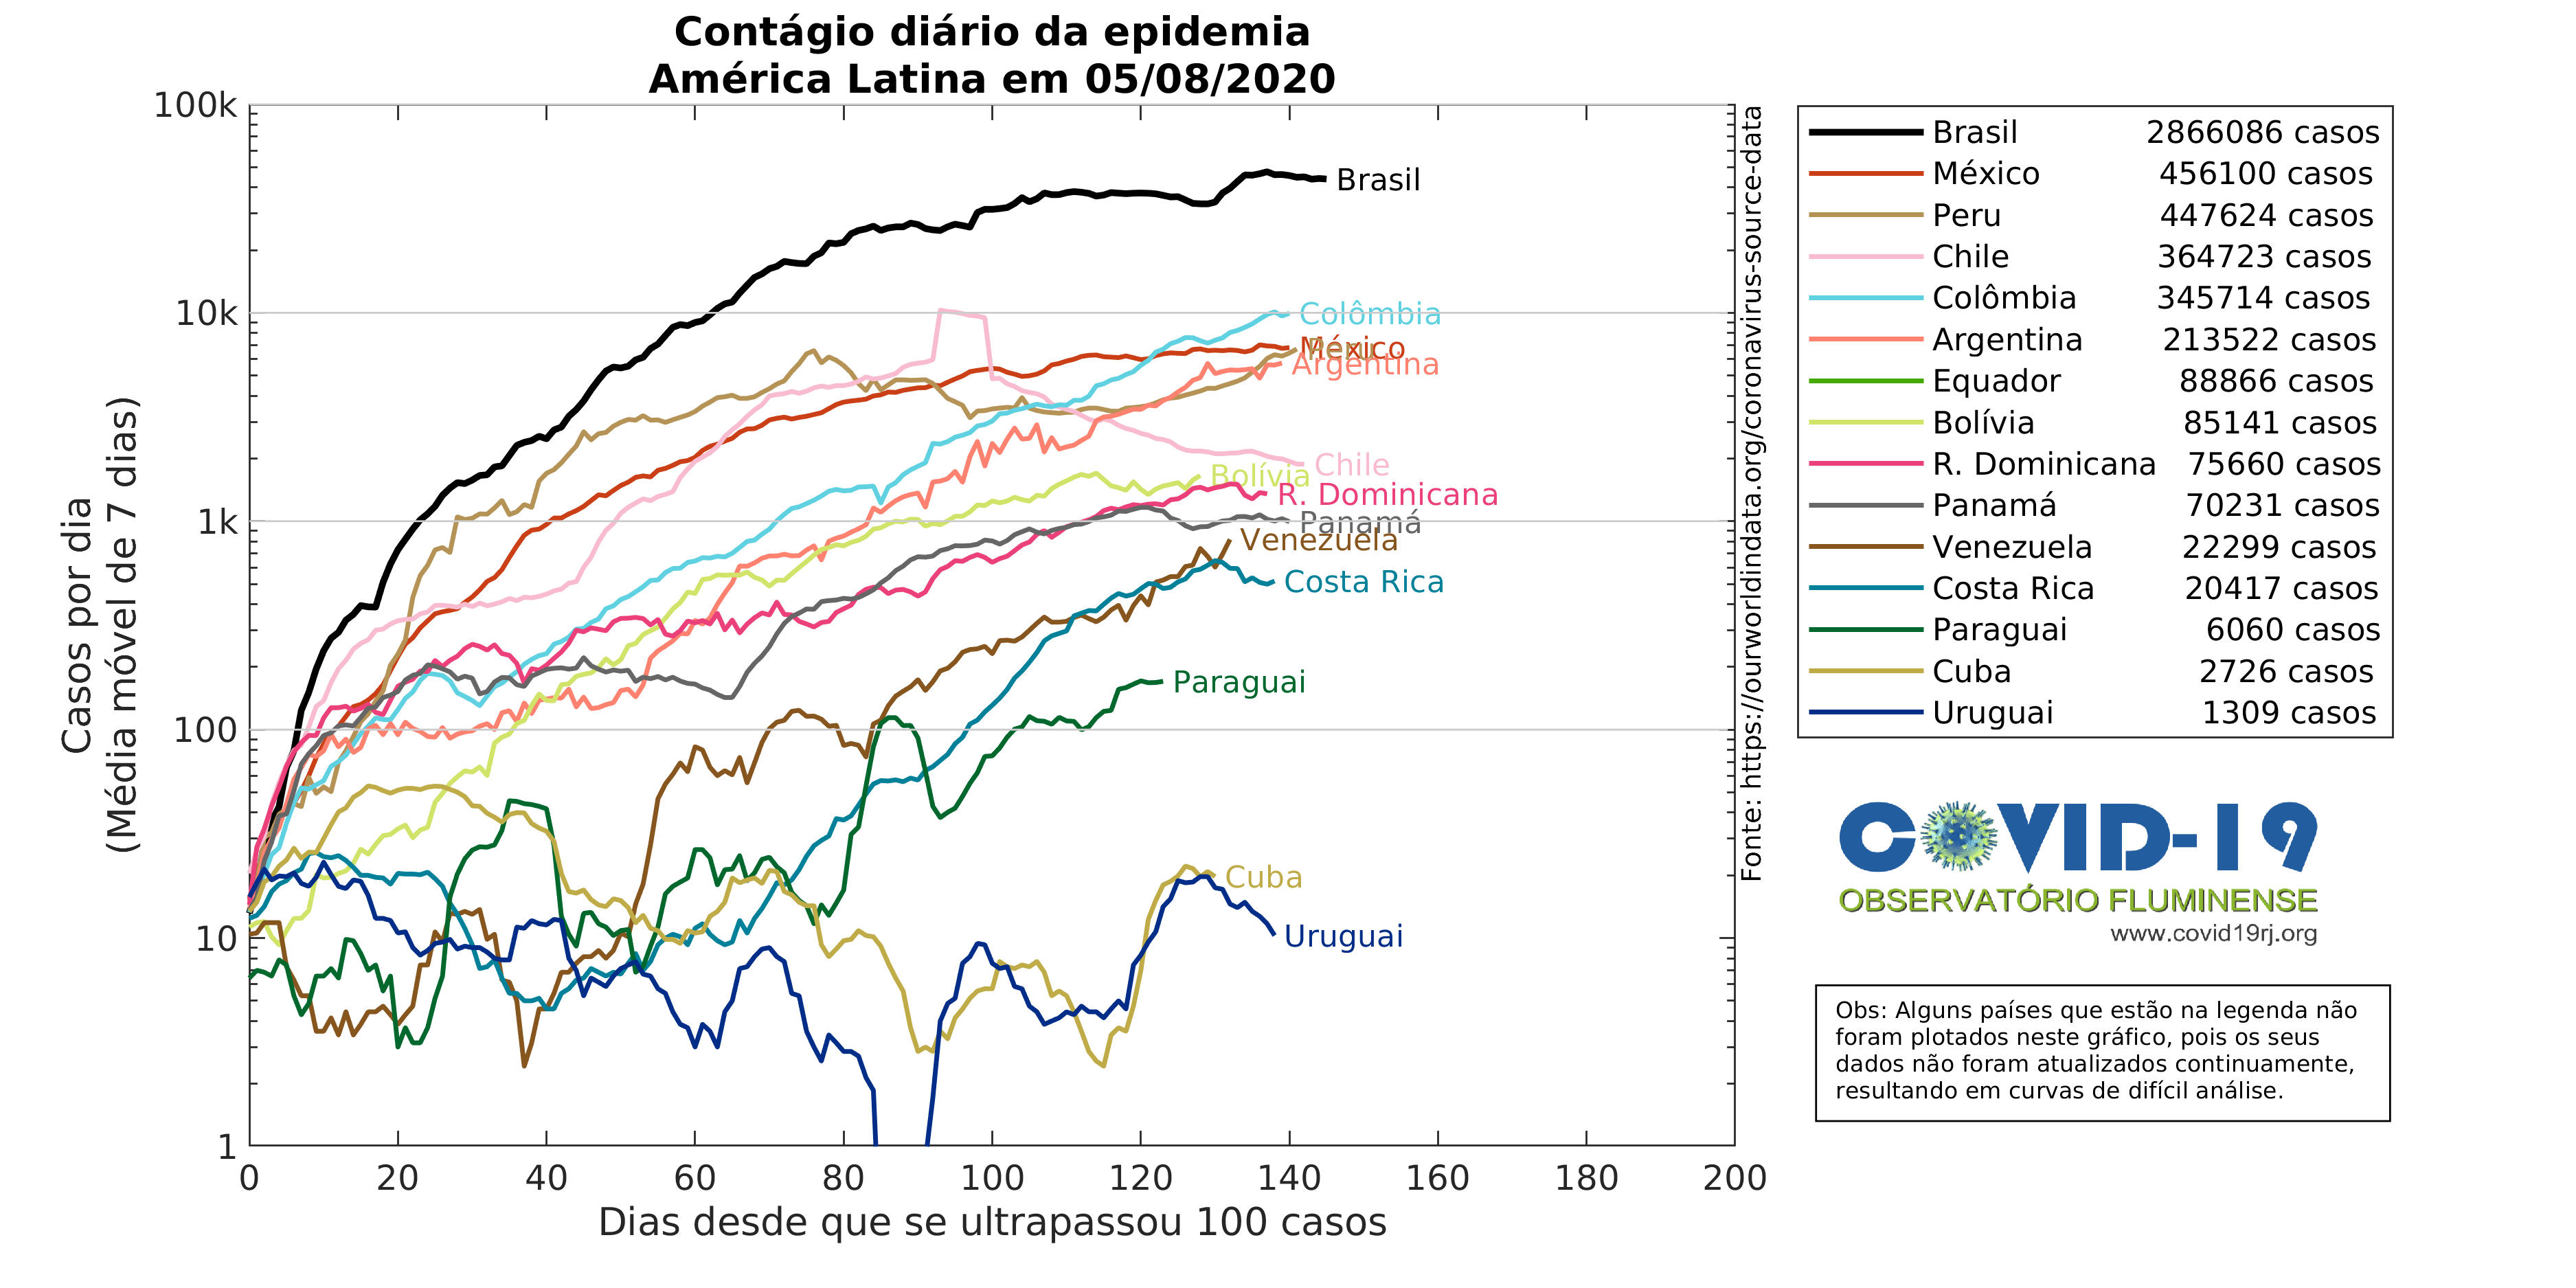 Contágio diário da epidemia
América Latina em 05/08/2020
Casos por dia
(Média móvel de 7 dias)
100k
10k
1k
100
10
1
0 20 40 60 80 100 120 140 160 180 200
Dias desde que se ultrapassou 100 casos
Brasil
Colômbia
México
Peru
Argentina
Chile
Bolívia
R. Dominicana
Panamá
Venezuela
Costa Rica
Paraguai
Cuba
Uruguai
Fonte: https://ourworldindata.org/coronavirus-source-data
Brasil 2866086 casos
México 456100 casos
Peru 447624 casos
Chile 364723 casos
Colômbia 345714 casos
Argentina 213522 casos
Equador 88866 casos
Bolívia 85141 casos
R. Dominicana 75660 casos
Panamá 70231 casos
Venezuela 22299 casos
Costa Rica 20417 casos
Paraguai 6060 casos
Cuba 2726 casos
Uruguai 1309 casos
COVID-19
OBSERVATÓRIO FLUMINENSE
www.covid19rj.org
Obs: Alguns países que estão na legenda não
foram plotados neste gráfico, pois os seus
dados não foram atualizados continuamente,
resultando em curvas de difícil análise.